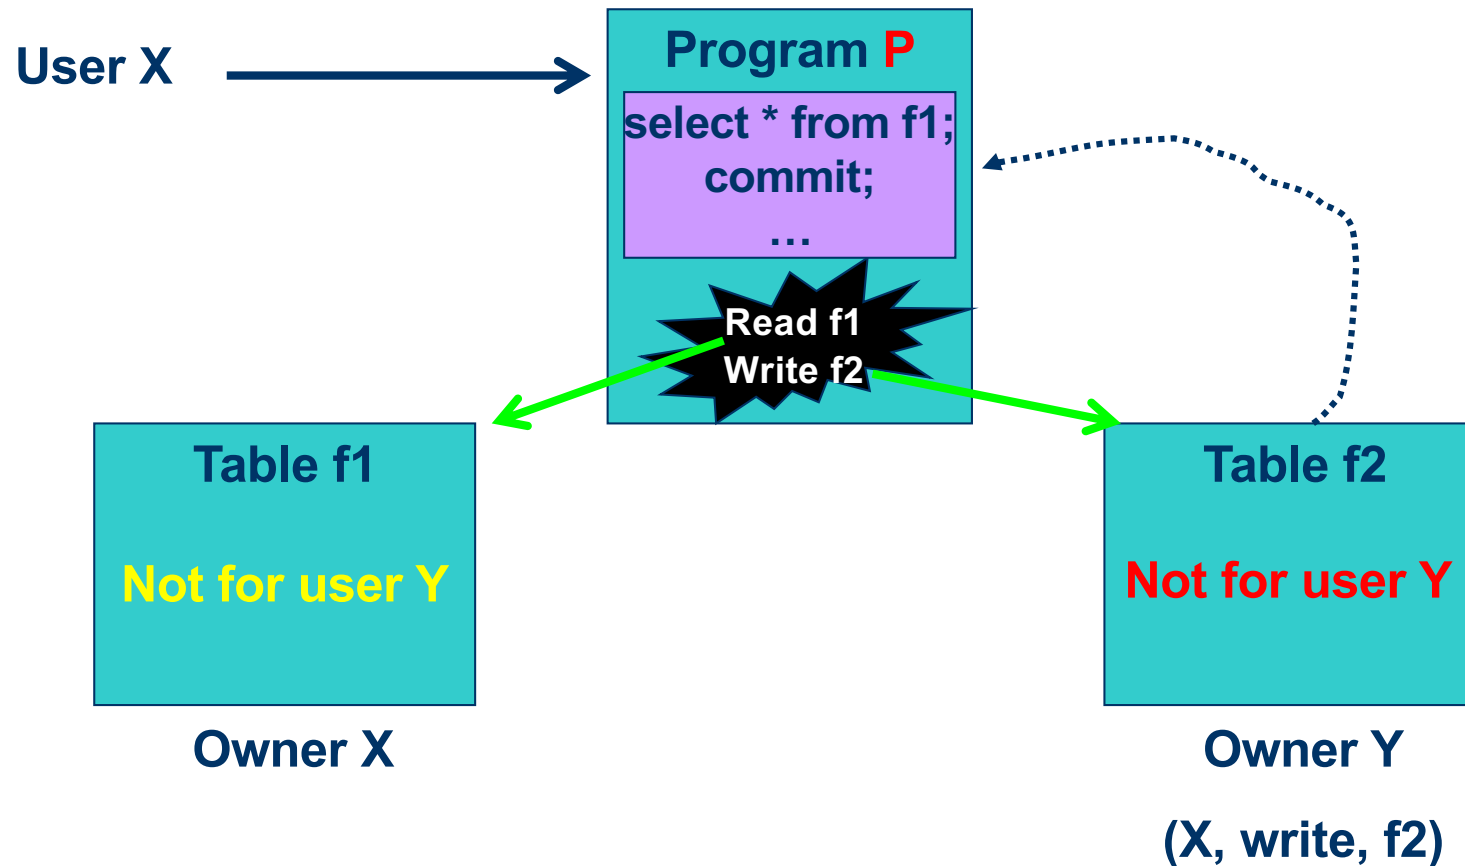 User X
Program P
select * from f1;
commit;
…
Read f1
Write f2
Table f1
Not for user Y
Owner X
Table f2
Not for user Y
Owner Y
(X, write, f2)